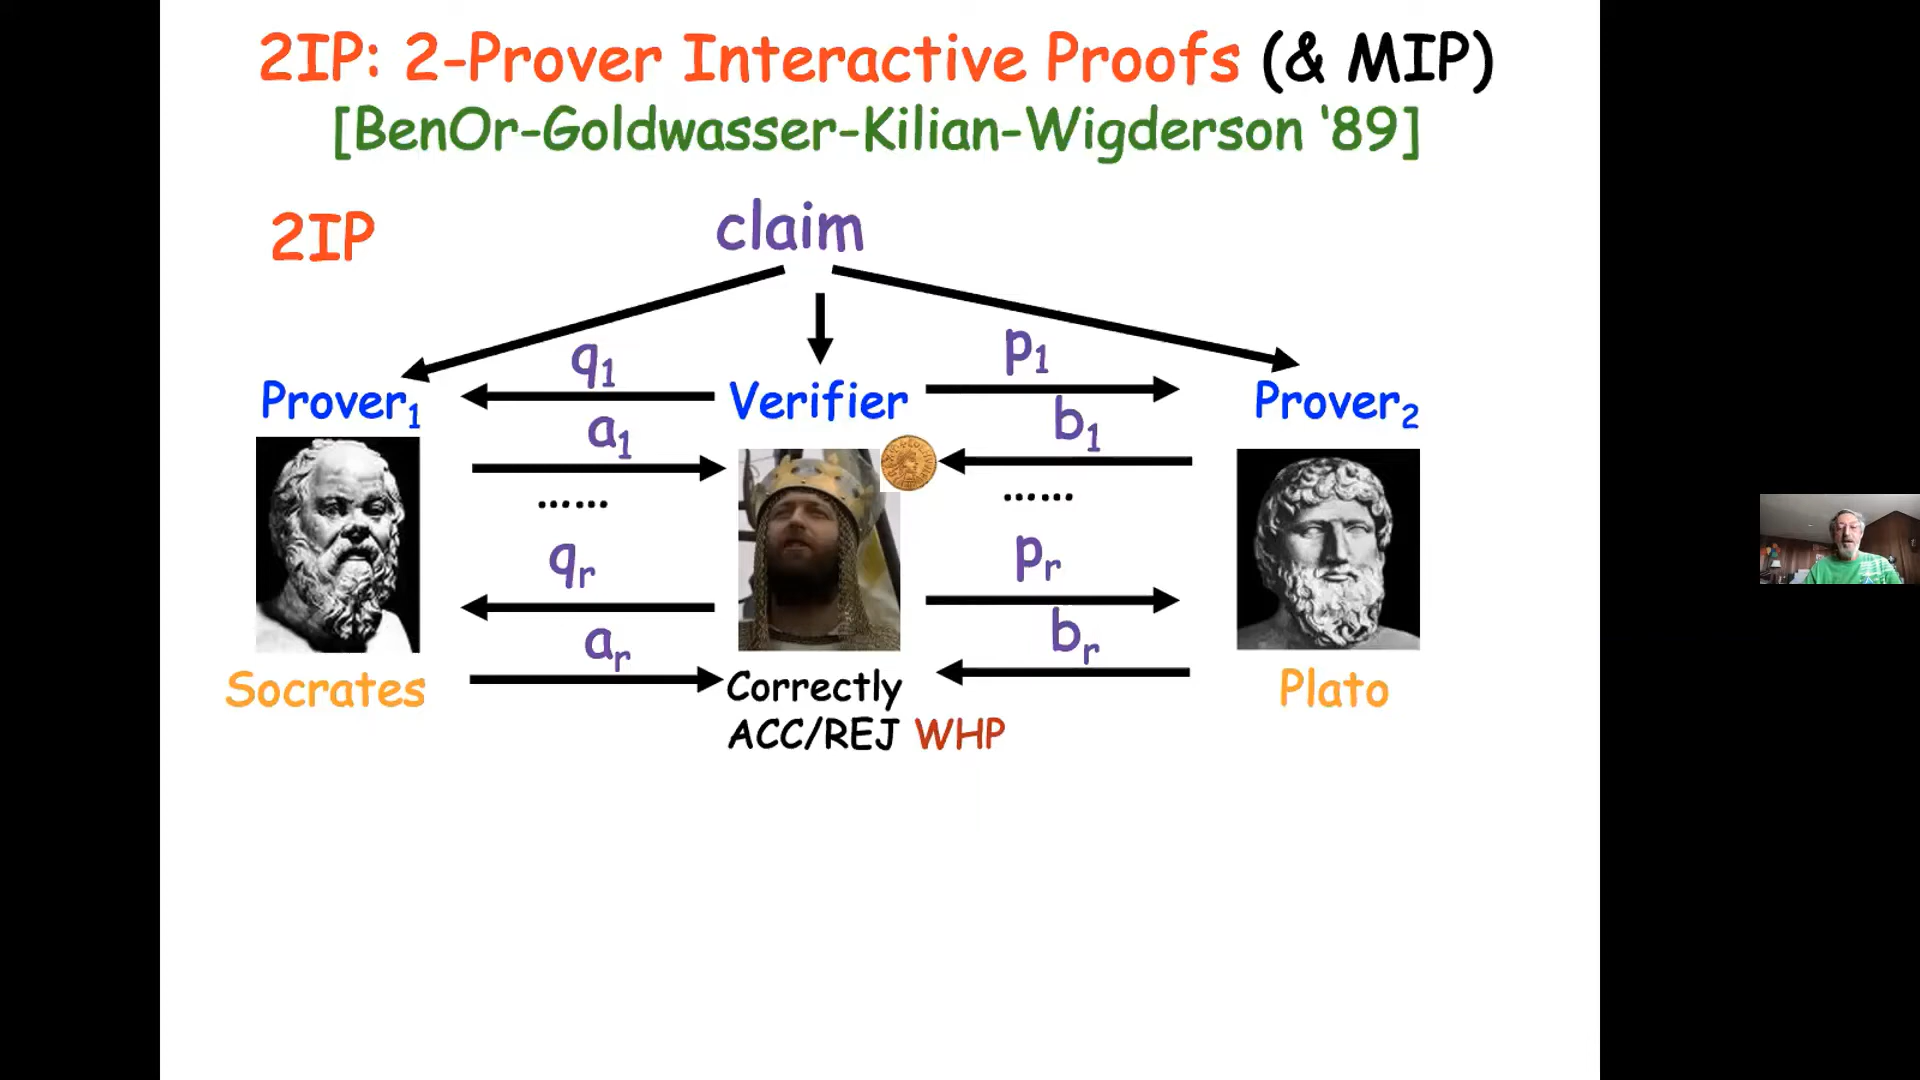 2IP: 2-Prover Interactive Proofs (& MIP)
[BenOr-Goldwasser-Kilian-Wigderson ‘89]
2IP
claim
q1
p1
Prover1
Verifier
Prover2
a1
b1
......
......
qr
pr
ar
br
Socrates
Correctly
ACC/REJ WHP
Plato